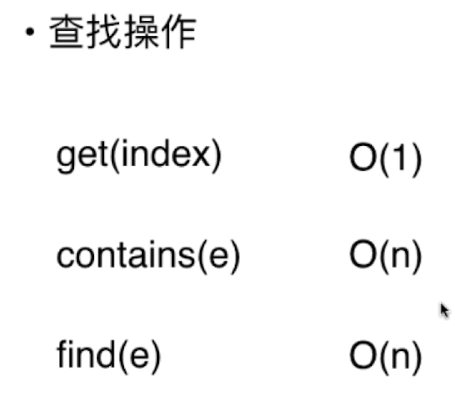 • 查找操作
get(index) O(1)
contains(e) O(n)
find(e) O(n)